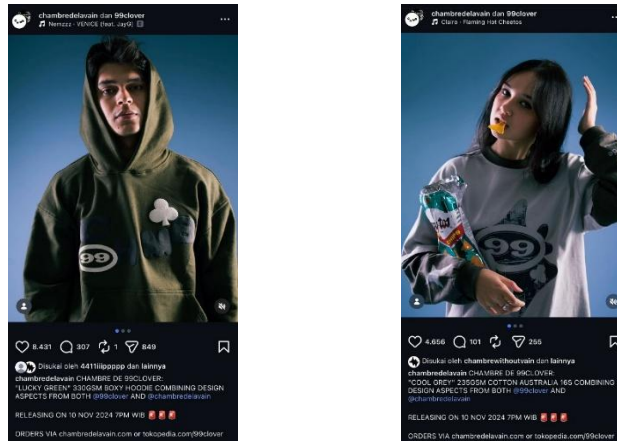 chambredelavain dan 99clover
Nemzzz · VENICE (feat. JayG)
99
8.431 307 1 849
Disukai oleh 4411iiippppp dan lainnya
chambredelavain CHAMBRE DE 99CLOVER:
"LUCKY GREEN" 330GSM BOXY HOODIE COMBINING DESIGN
ASPECTS FROM BOTH @99clover AND @chambredelavain
RELEASING ON 10 NOV 2024 7PM WIB
ORDERS VIA chambredelavain.com or tokopedia.com/99clover
chambredelavain dan 99clover
Clairo · Flaming Hot Cheetos
99
4.656 101 255
Disukai oleh chambrewithoutvain dan lainnya
chambredelavain CHAMBRE DE 99CLOVER:
"COOL GREY" 235GSM COTTON AUSTRALIA 16S COMBINING
DESIGN ASPECTS FROM BOTH @99clover AND
@chambredelavain
RELEASING ON 10 NOV 2024 7PM WIB
ORDERS VIA chambredelavain.com or tokopedia.com/99clover